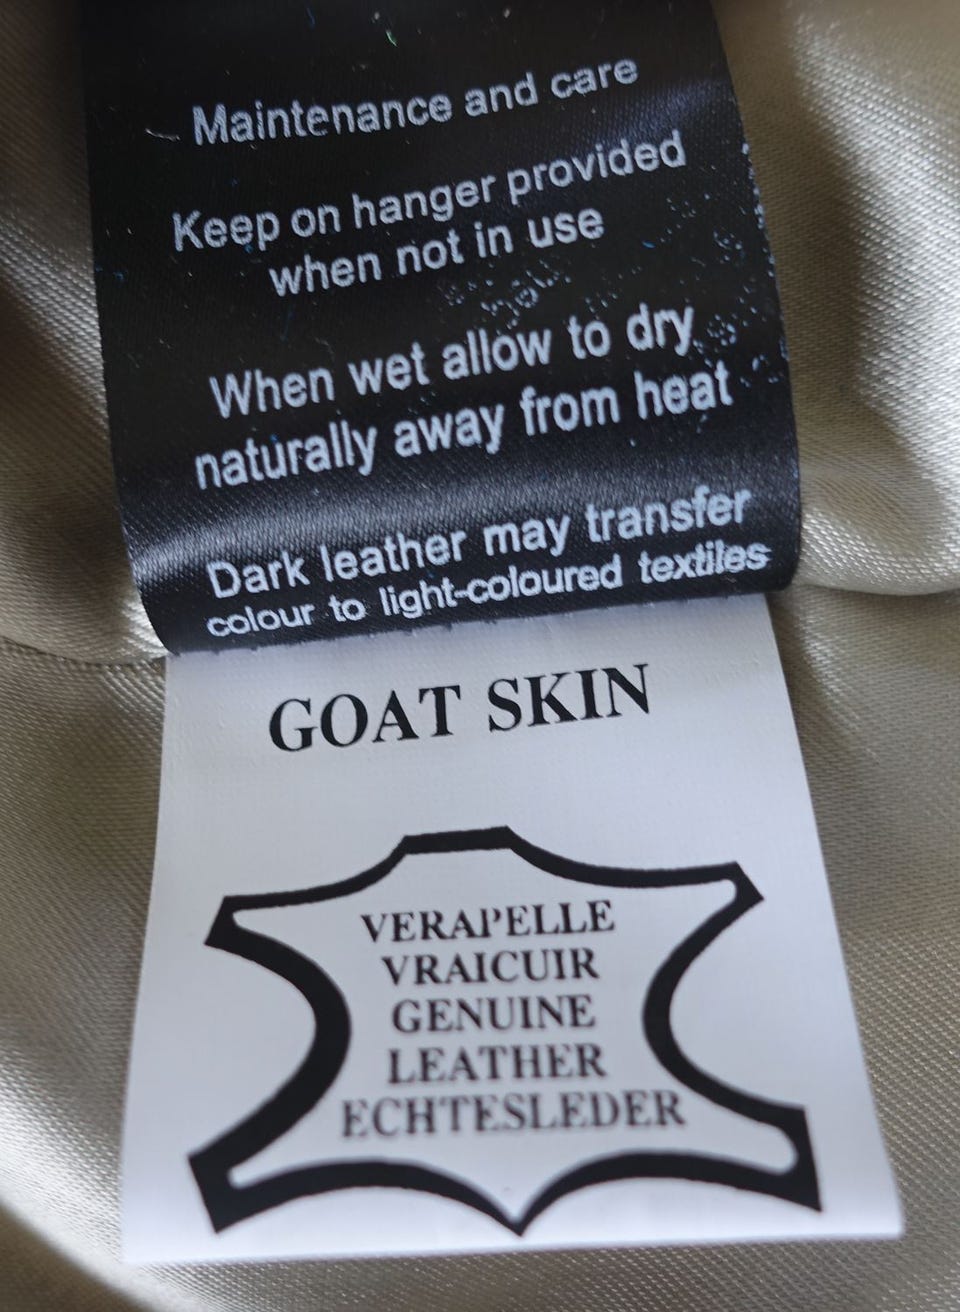 Maintenance and care
Keep on hanger provided
when not in use
When wet allow to dry
naturally away from heat
Dark leather may transfer
colour to light-coloured textiles
GOAT SKIN
VERAPELLE
VRAICUIR
GENUINE
LEATHER
ECHTESLEDER